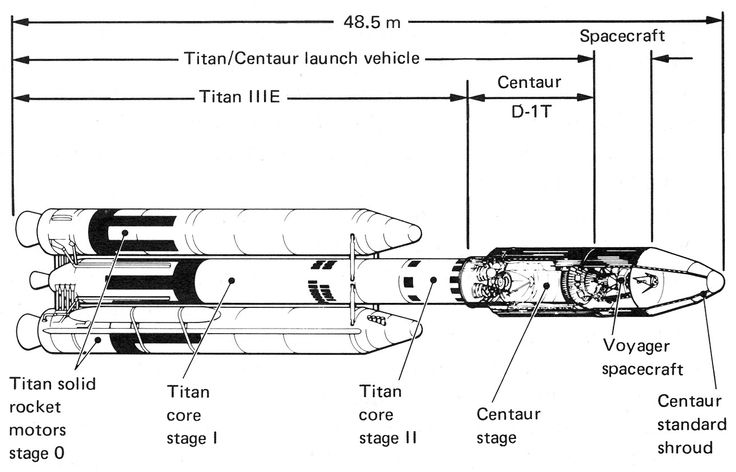 48.5 m
Spacecraft
Titan/Centaur launch vehicle
Centaur
Titan IIIE
D-1T
Titan solid
rocket
motors
stage 0
Titan
core
stage I
Titan
core
stage II
Centaur
stage
Voyager
spacecraft
Centaur
standard
shroud